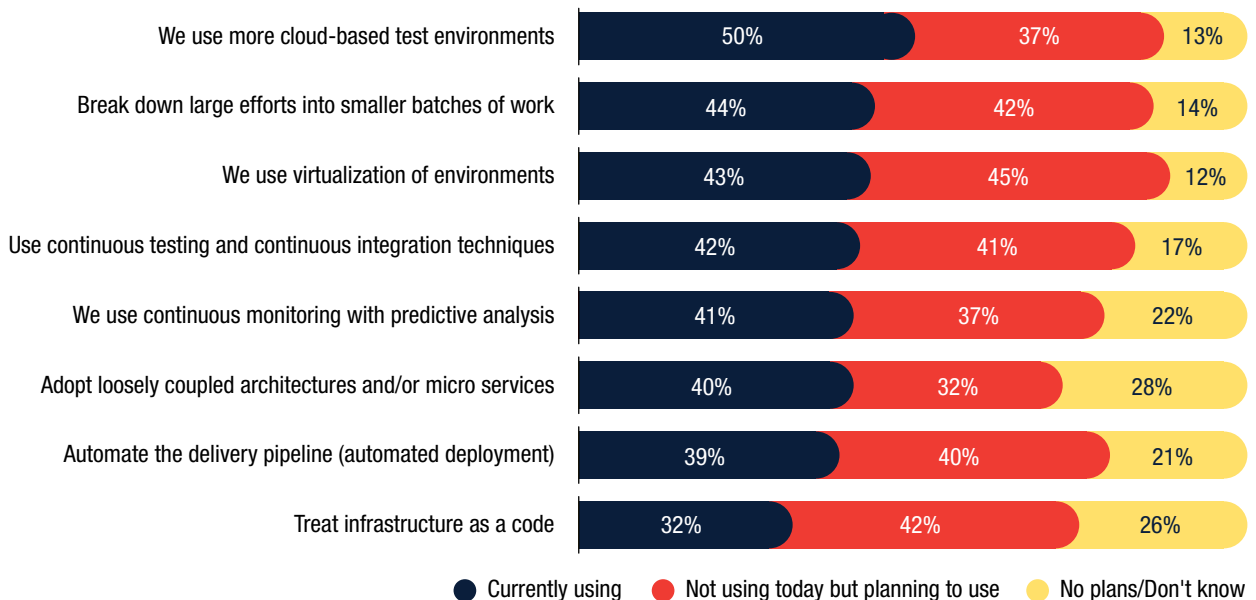 We use more cloud-based test environments 50% 37% 13%
Break down large efforts into smaller batches of work 44% 42% 14%
We use virtualization of environments 43% 45% 12%
Use continuous testing and continuous integration techniques 42% 41% 17%
We use continuous monitoring with predictive analysis 41% 37% 22%
Adopt loosely coupled architectures and/or micro services 40% 32% 28%
Automate the delivery pipeline (automated deployment) 39% 40% 21%
Treat infrastructure as a code 32% 42% 26%
Currently using Not using today but planning to use No plans/Don't know